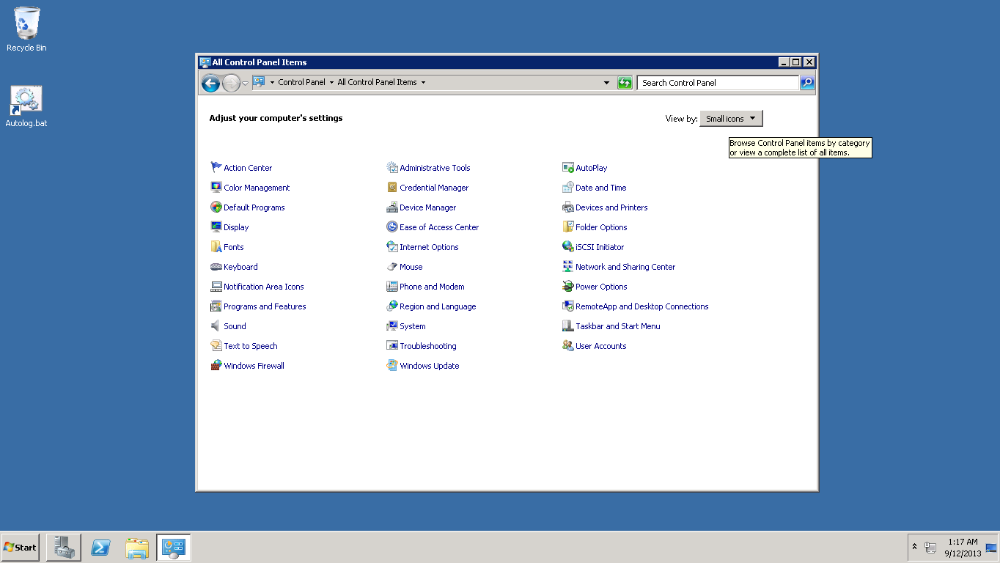 Recycle Bin
Autolog.bat
All Control Panel Items
Control Panel All Control Panel Items
Search Control Panel
Adjust your computer's settings
View by: Small icons
Browse Control Panel items by category
or view a complete list of all items.
Action Center
Administrative Tools
AutoPlay
Color Management
Credential Manager
Date and Time
Default Programs
Device Manager
Devices and Printers
Display
Ease of Access Center
Folder Options
Fonts
Internet Options
iSCSI Initiator
Keyboard
Mouse
Network and Sharing Center
Notification Area Icons
Phone and Modem
Power Options
Programs and Features
Region and Language
RemoteApp and Desktop Connections
Sound
System
Taskbar and Start Menu
Text to Speech
Troubleshooting
User Accounts
Windows Firewall
Windows Update
Start
1:17 AM
9/12/2013